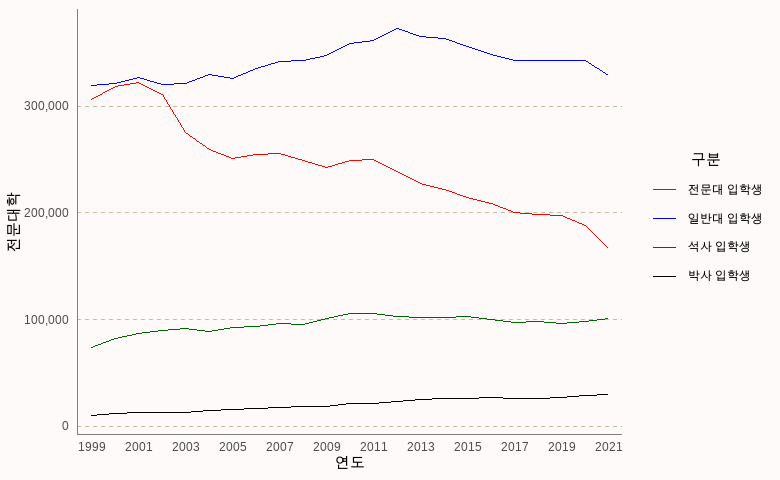 300,000
200,000
100,000
0
전문대학
1999 2001 2003 2005 2007 2009 2011 2013 2015 2017 2019 2021
연도
구분
전문대 입학생
일반대 입학생
석사 입학생
박사 입학생